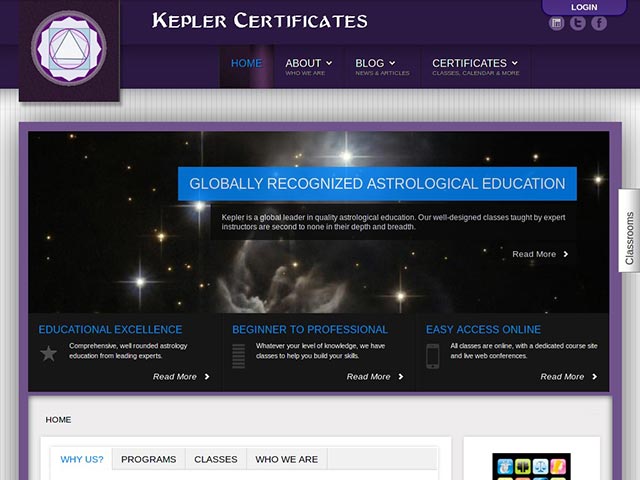 LOGIN
KEPLER CERTIFICATES
HOME
ABOUT
WHO WE ARE
BLOG
NEWS & ARTICLES
CERTIFICATES
CLASSES, CALENDAR & MORE
GLOBALLY RECOGNIZED ASTROLOGICAL EDUCATION
Kepler is a global leader in quality astrological education. Our well-designed classes taught by expert
instructors are second to none in their depth and breadth.
Read More
Classrooms
EDUCATIONAL EXCELLENCE
Comprehensive, well rounded astrology
education from leading experts.
Read More
BEGINNER TO PROFESSIONAL
Whatever your level of knowledge, we have
classes to help you build your skills.
Read More
EASY ACCESS ONLINE
All classes are online, with a dedicated course site
and live web conferences.
Read More
HOME
WHY US?
PROGRAMS
CLASSES
WHO WE ARE